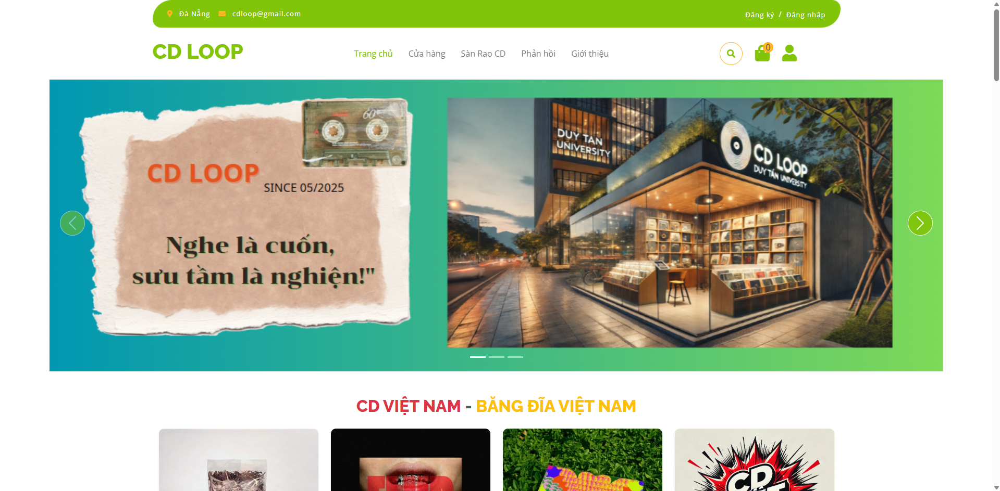 Đà Nẵng cdloop@gmail.com
Đăng ký / Đăng nhập
CD LOOP
Trang chủ Cửa hàng Sàn Rao CD Phản hồi Giới thiệu
0
60
A
CD LOOP
SINCE 05/2025
Nghe là cuốn,
sưu tầm là nghiện!"
DUY TAN
UNIVERSITY
CD LOOP
DUY TÂN UNIVERSITY
CD VIỆT NAM - BĂNG ĐĨA VIỆT NAM
CD